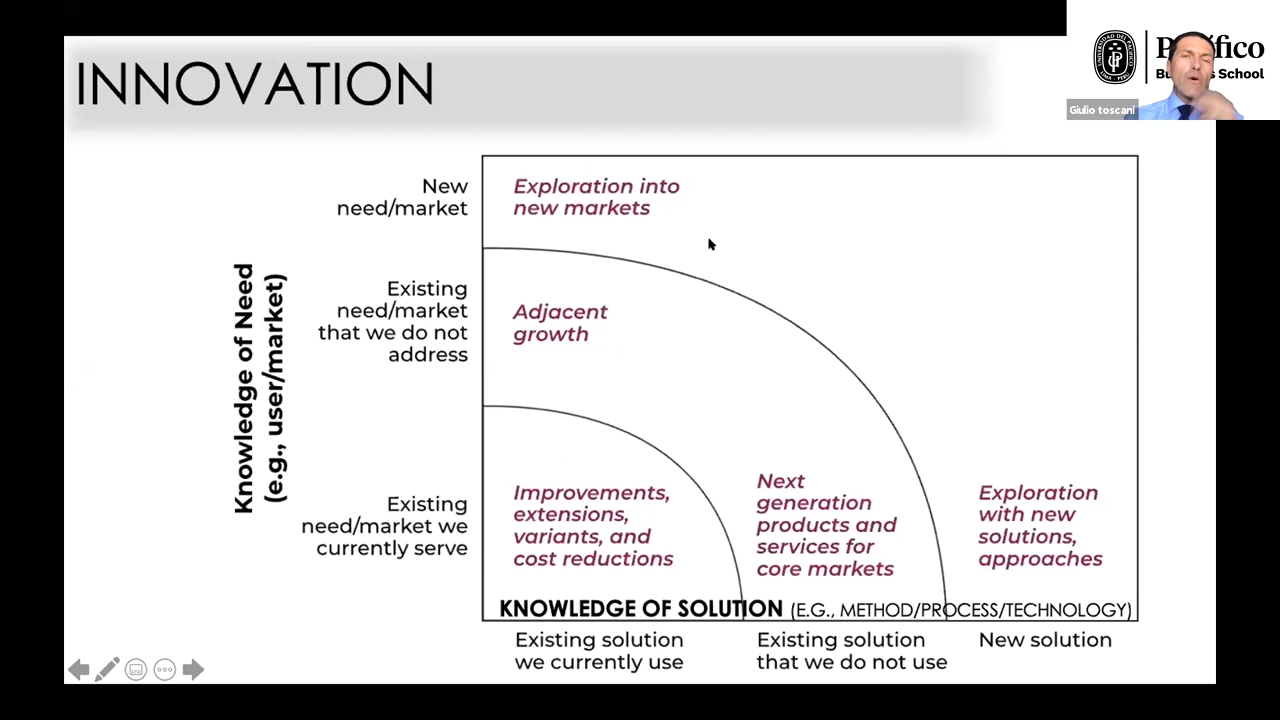 INNOVATION
Giulio toscani
Business School
New
need/market
Exploration into
new markets
Existing
need/market
that we do not
address
Adjacent
growth
Knowledge of Need
(e.g., user/market)
Existing
need/market we
currently serve
Improvements,
extensions,
variants, and
cost reductions
Next
generation
products and
services for
core markets
Exploration
with new
solutions,
approaches
KNOWLEDGE OF SOLUTION (E.G., METHOD/PROCESS/TECHNOLOGY)
Existing solution
we currently use
Existing solution
that we do not use
New solution